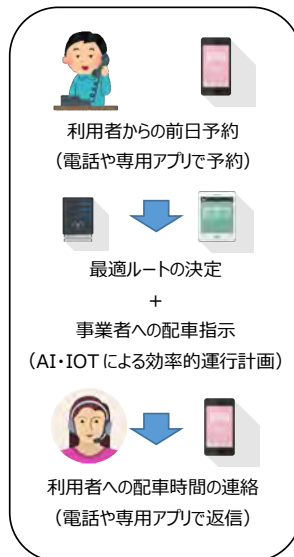 利用者からの前日予約
（電話や専用アプリで予約）
最適ルートの決定
+
事業者への配車指示
（AI・IOTによる効率的運行計画）
利用者への配車時間の連絡
（電話や専用アプリで返信）